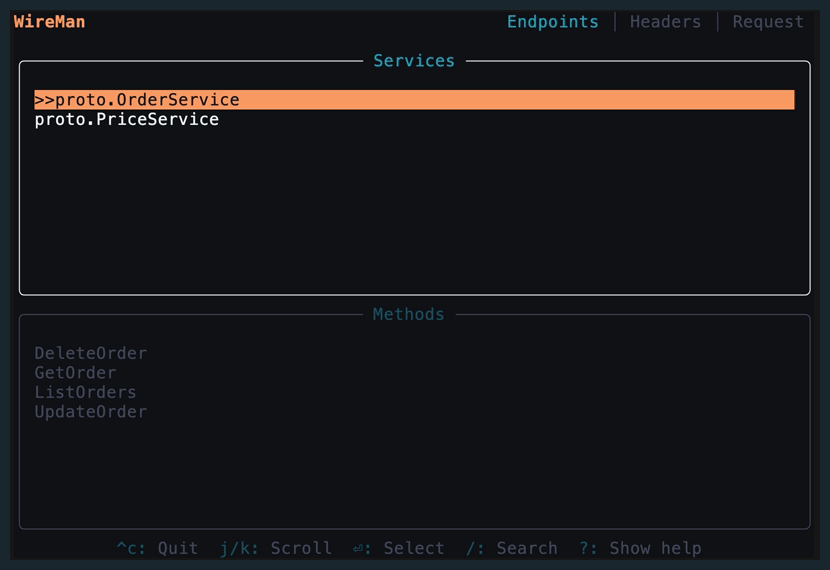 WireMan Endpoints | Headers | Request
Services
>>proto.OrderService
proto.PriceService
Methods
DeleteOrder
GetOrder
ListOrders
UpdateOrder
^c: Quit j/k: Scroll ⏎: Select /: Search ?: Show help